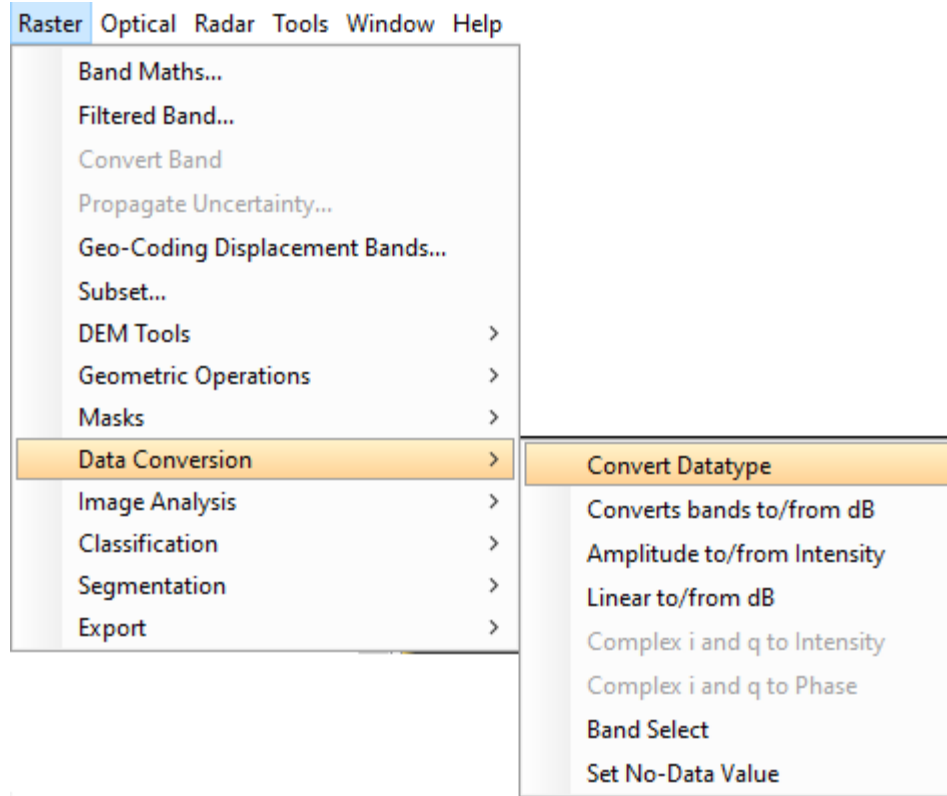 Raster Optical Radar Tools Window Help
Band Maths...
Filtered Band...
Convert Band
Propagate Uncertainty...
Geo-Coding Displacement Bands...
Subset...
DEM Tools
Geometric Operations
Masks
Data Conversion
Image Analysis
Classification
Segmentation
Export
Convert Datatype
Converts bands to/from dB
Amplitude to/from Intensity
Linear to/from dB
Complex i and q to Intensity
Complex i and q to Phase
Band Select
Set No-Data Value